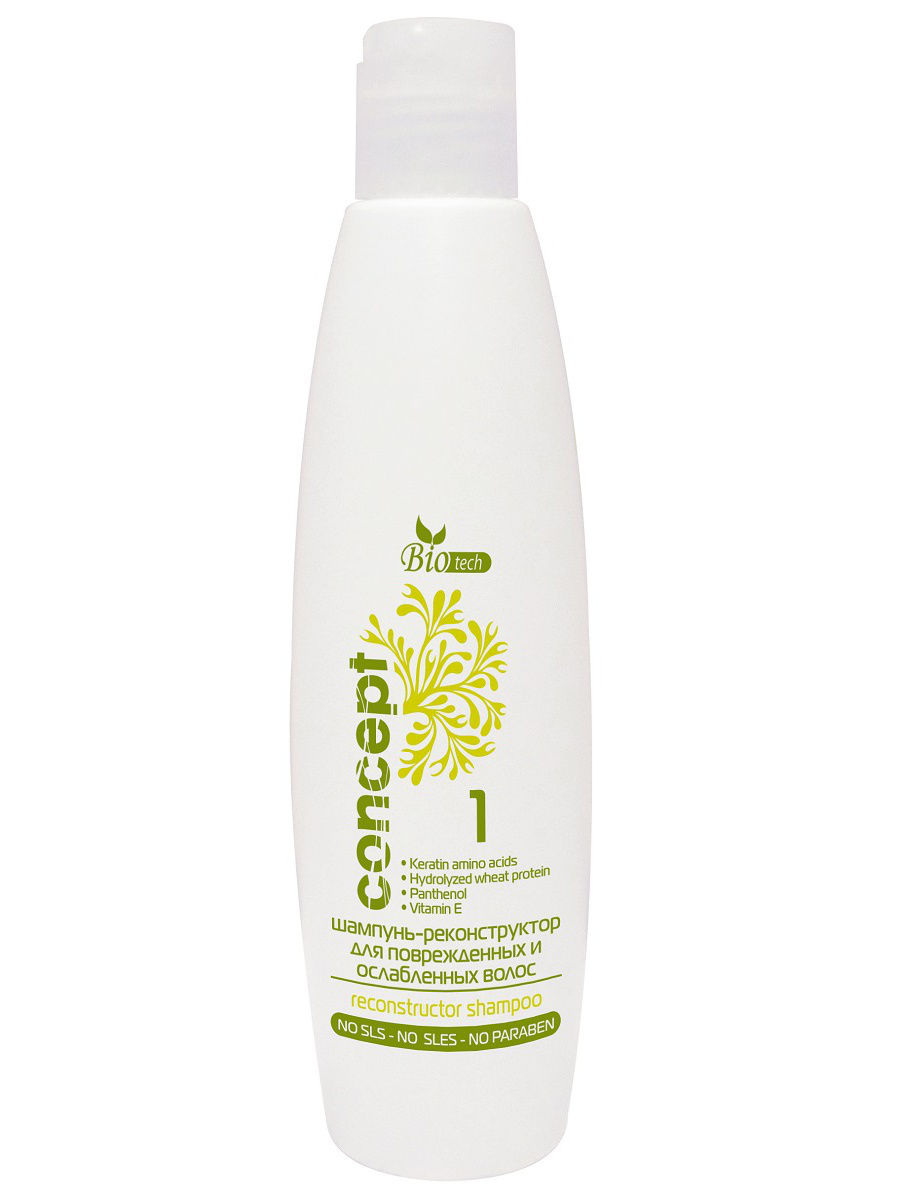 Bio tech
concept
1
• Keratin amino acids
• Hydrolyzed wheat protein
• Panthenol
• Vitamin E
шампунь-реконструктор
для поврежденных и
ослабленных волос
reconstructor shampoo
NO SLS - NO SLES - NO PARABEN